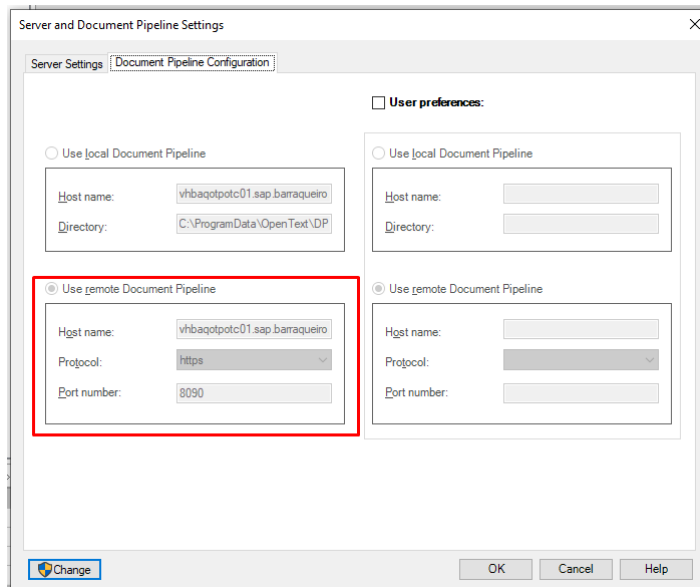 Server and Document Pipeline Settings
Server Settings
Document Pipeline Configuration
User preferences:
Use local Document Pipeline
Host name: vhbaqotpotc01.sap.barraqueiro
Directory: C:\ProgramData\OpenText\DP
Use remote Document Pipeline
Host name: vhbaqotpotc01.sap.barraqueiro
Protocol: https
Port number: 8090
Use local Document Pipeline
Host name:
Directory:
Use remote Document Pipeline
Host name:
Protocol:
Port number:
Change
OK
Cancel
Help